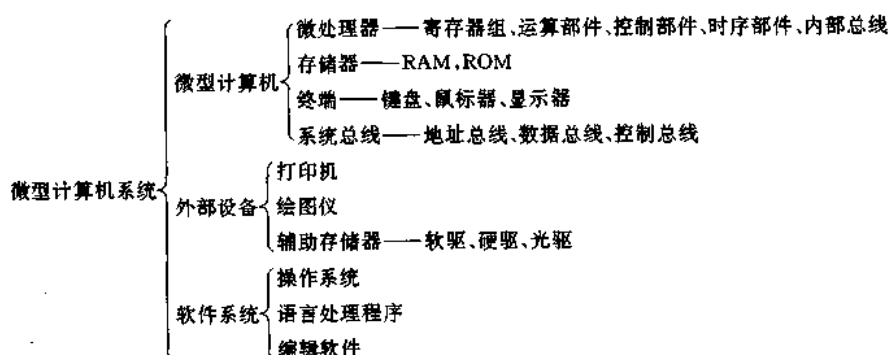 微处理器——寄存器组、运算部件、控制部件、时序部件、内部总线
存储器——RAM,ROM
微型计算机
终端——键盘、鼠标器、显示器
系统总线——地址总线、数据总线、控制总线
打印机
微型计算机系统
外部设备
绘图仪
辅助存储器——软驱、硬驱、光驱
操作系统
软件系统
语言处理程序
编辑软件